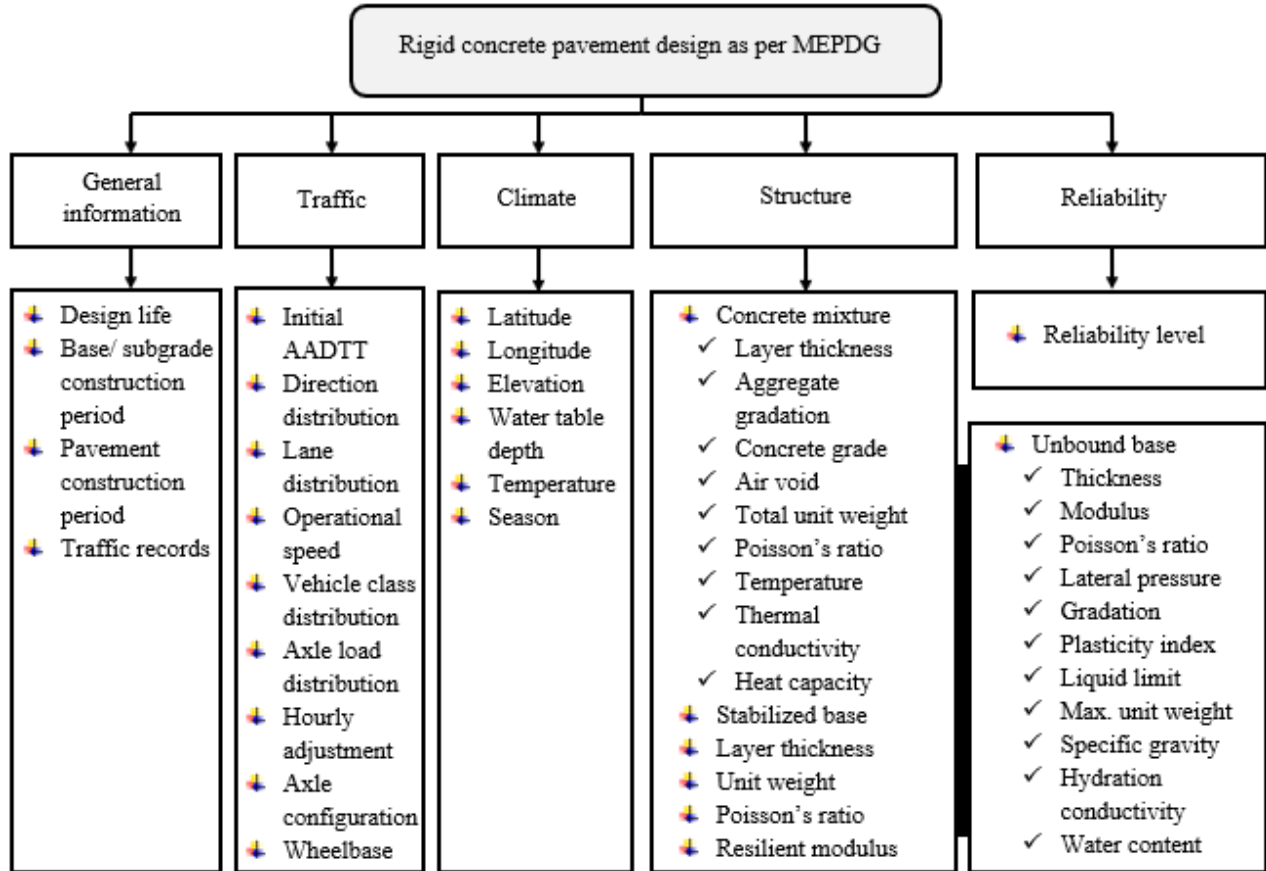 Rigid concrete pavement design as per MEPDG
General
information
Traffic
Climate
Structure
Reliability
Design life
Base/ subgrade
construction
period
Pavement
construction
period
Traffic records
Initial
AADTT
Direction
distribution
Lane
distribution
Operational
speed
Vehicle class
distribution
Axle load
distribution
Hourly
adjustment
Axle
configuration
Wheelbase
Latitude
Longitude
Elevation
Water table
depth
Temperature
Season
Concrete mixture
✓ Layer thickness
✓ Aggregate
gradation
✓ Concrete grade
✓ Air void
✓ Total unit weight
✓ Poisson’s ratio
✓ Temperature
✓ Thermal
conductivity
✓ Heat capacity
Stabilized base
Layer thickness
Unit weight
Poisson’s ratio
Resilient modulus
Reliability level
Unbound base
✓ Thickness
✓ Modulus
✓ Poisson’s ratio
✓ Lateral pressure
✓ Gradation
✓ Plasticity index
✓ Liquid limit
✓ Max. unit weight
✓ Specific gravity
✓ Hydration
conductivity
✓ Water content